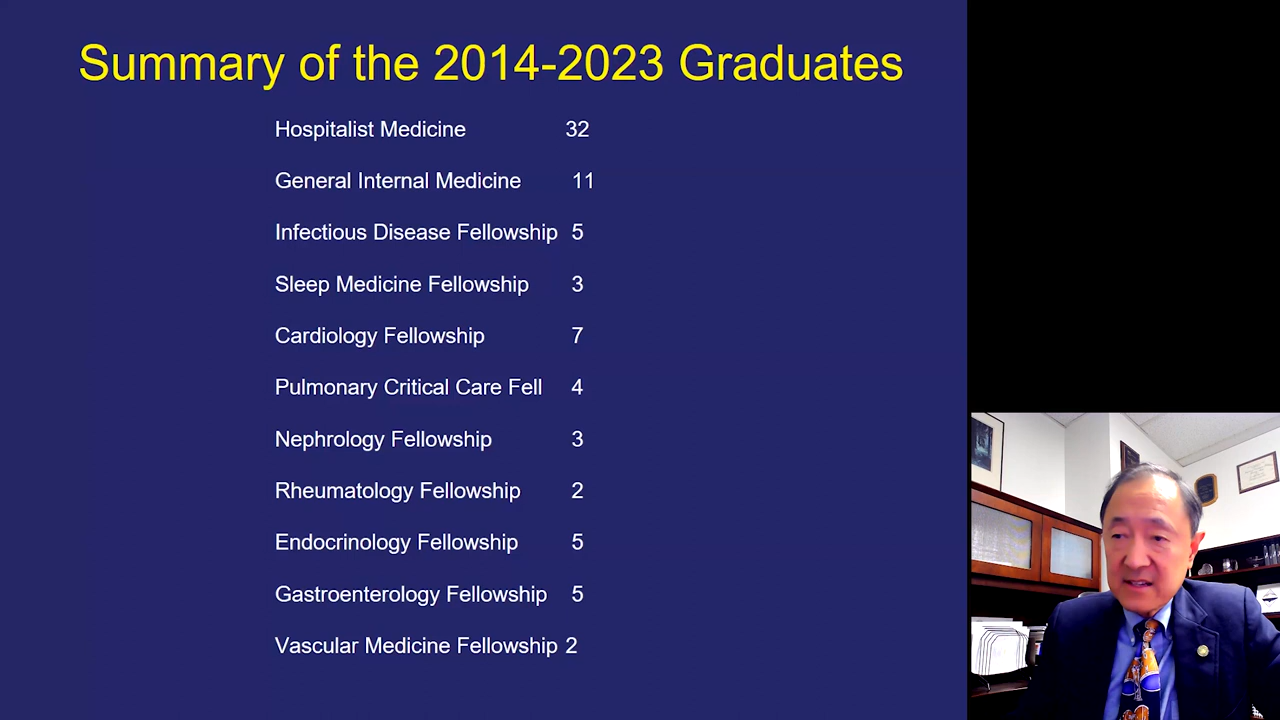 Summary of the 2014-2023 Graduates
Hospitalist Medicine 32
General Internal Medicine 11
Infectious Disease Fellowship 5
Sleep Medicine Fellowship 3
Cardiology Fellowship 7
Pulmonary Critical Care Fell 4
Nephrology Fellowship 3
Rheumatology Fellowship 2
Endocrinology Fellowship 5
Gastroenterology Fellowship 5
Vascular Medicine Fellowship 2